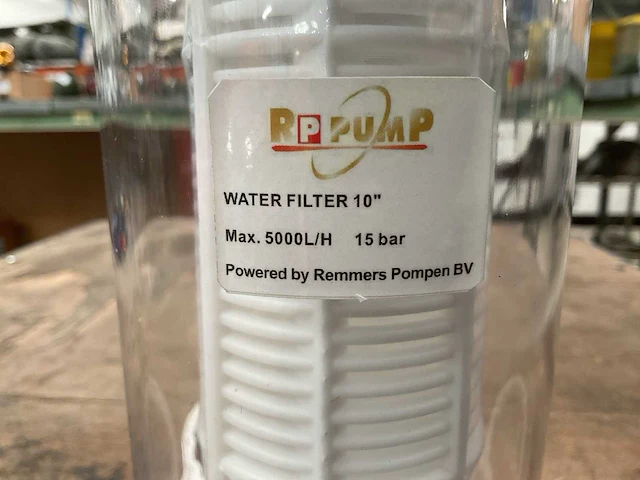 RP PUMP
WATER FILTER 10"
Max. 5000L/H 15 bar
Powered by Remmers Pompen BV